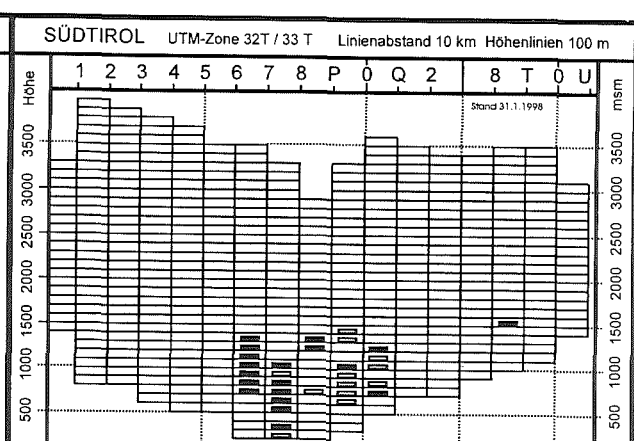 SÜDTIROL UTM-Zone 32T / 33 T Linienabstand 10 km Höhenlinien 100 m
Höhe 1 2 3 4 5 6 7 8 P 0 Q 2 8 T 0 U msm
Stand 31.1.1998
3500 3500
3000 3000
2500 2500
2000 2000
1500 1500
1000 1000
500 500